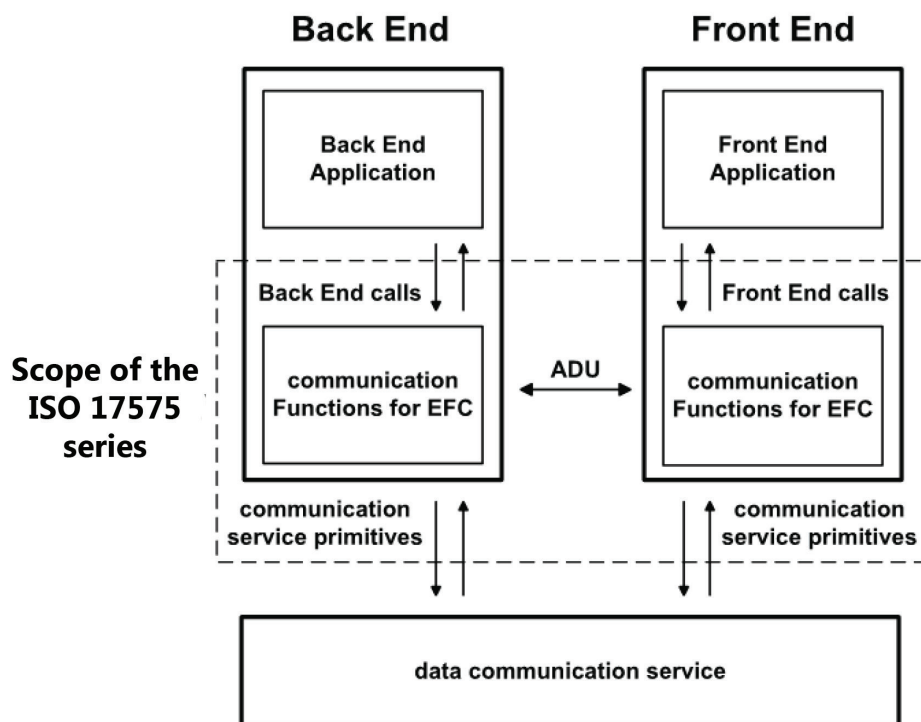 Back End
Front End
Back End
Application
Front End
Application
Back End calls
Front End calls
Scope of the
ISO 17575
series
communication
Functions for EFC
ADU
communication
Functions for EFC
communication
service primitives
communication
service primitives
data communication service